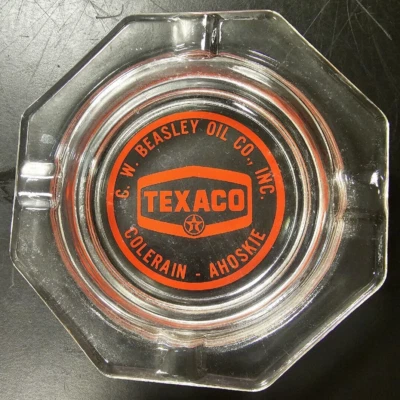 G. W. BEASLEY OIL CO., INC.
TEXACO
T
COLERAIN - AHOSKIE